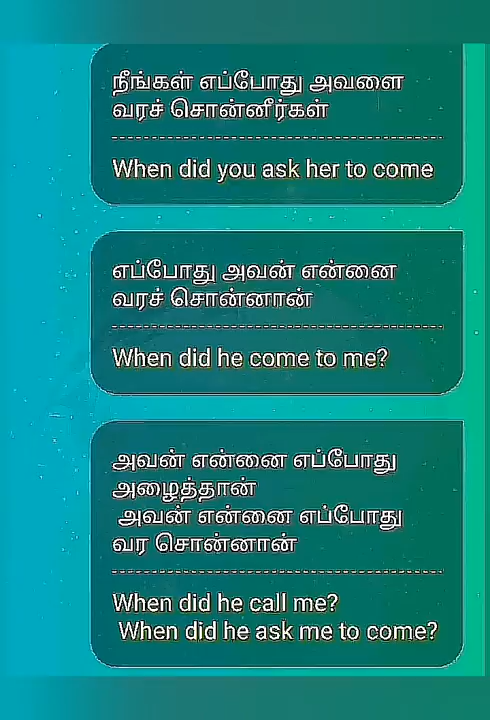 நீங்கள் எப்போது அவளை
வரச் சொன்னீர்கள்
When did you ask her to come
எப்போது அவன் என்னை
வரச் சொன்னான்
When did he come to me?
அவன் என்னை எப்போது
அழைத்தான்
அவன் என்னை எப்போது
வர சொன்னான்
When did he call me?
When did he ask me to come?